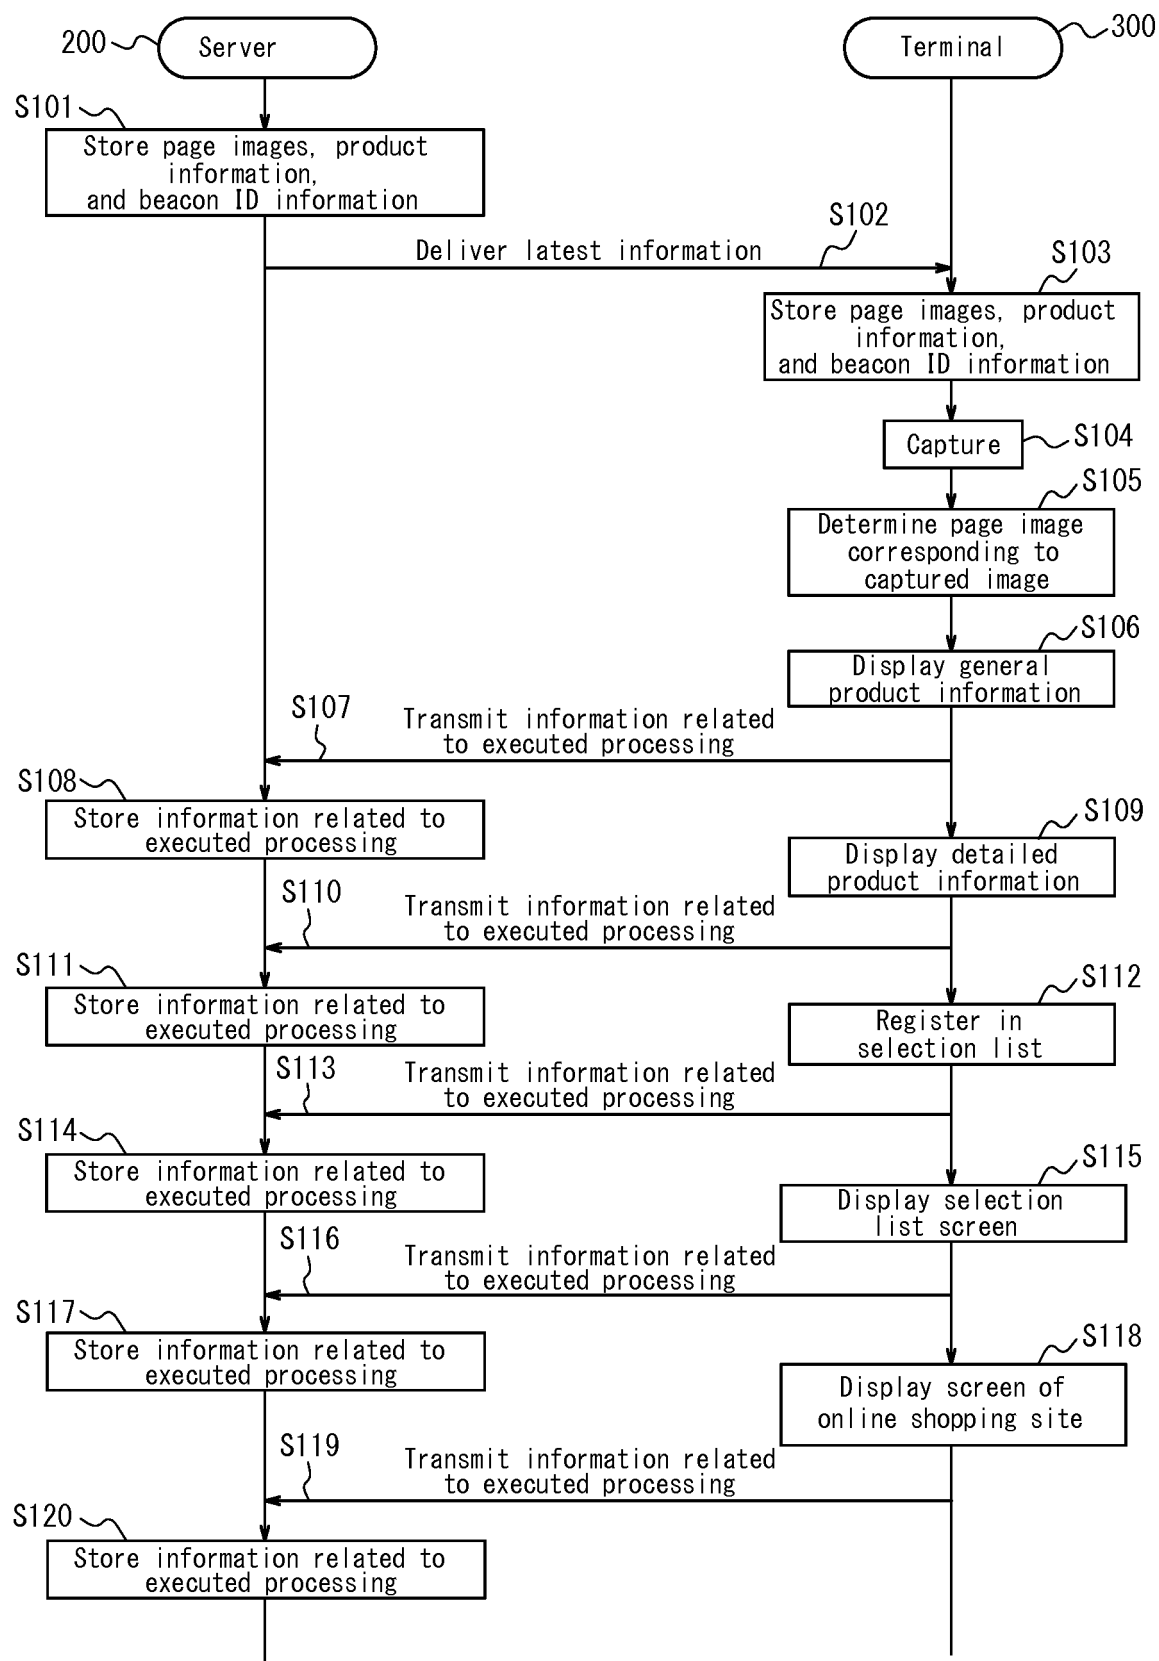 200
Server
Terminal
300
S101
Store page images, product
information,
and beacon ID information
S102
Deliver latest information
S103
Store page images, product
information,
and beacon ID information
Capture
S104
S105
Determine page image
corresponding to
captured image
S106
Display general
product information
S107
Transmit information related
to executed processing
S108
Store information related to
executed processing
S109
Display detailed
product information
S110
Transmit information related
to executed processing
S111
Store information related to
executed processing
S112
Register in
selection list
S113
Transmit information related
to executed processing
S114
Store information related to
executed processing
S115
Display selection
list screen
S116
Transmit information related
to executed processing
S117
Store information related to
executed processing
S118
Display screen of
online shopping site
S119
Transmit information related
to executed processing
S120
Store information related to
executed processing